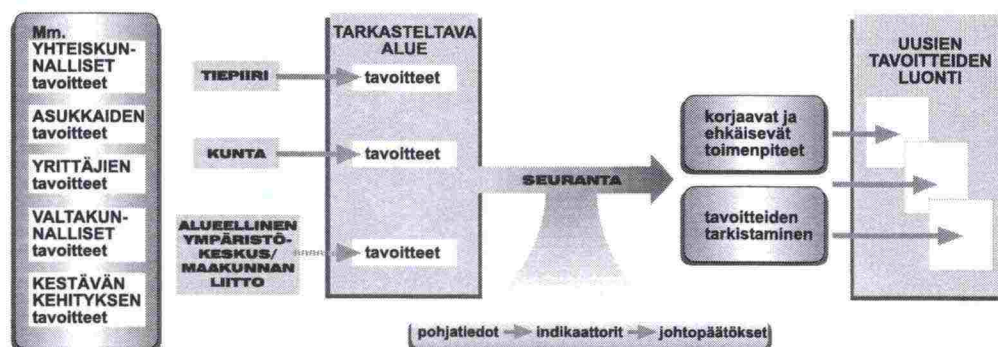 Mm.
YHTEISKUN-
NALLISET
tavoitteet
ASUKKAIDEN
tavoitteet
YRITTÄJIEN
tavoitteet
VALTAKUN-
NALLISET
tavoitteet
KESTÄVÄN
KEHITYKSEN
tavoitteet
TIEPIIRI
KUNTA
ALUEELLINEN
YMPÄRISTÖ-
KESKUS/
MAAKUNNAN
LIITTO
TARKASTELTAVA
ALUE
tavoitteet
tavoitteet
tavoitteet
SEURANTA
korjaavat ja
ehkäisevät
toimenpiteet
tavoitteiden
tarkistaminen
UUSIEN
TAVOITTEIDEN
LUONTI
pohjatiedot indikaattorit johtopäätökset